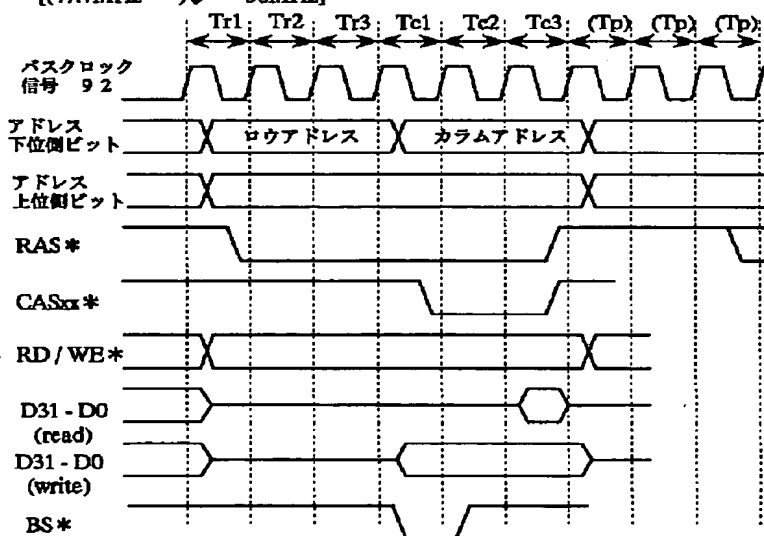 Tr1 Tr2 Tr3 Tc1 Tc2 Tc3 (Tp) (Tp) (Tp)
バスクロック
信号 92
アドレス
下位側ビット
ロウアドレス カラムアドレス
アドレス
上位側ビット
RAS*
CASxx*
RD / WE*
D31 - D0
(read)
D31 - D0
(write)
BS*